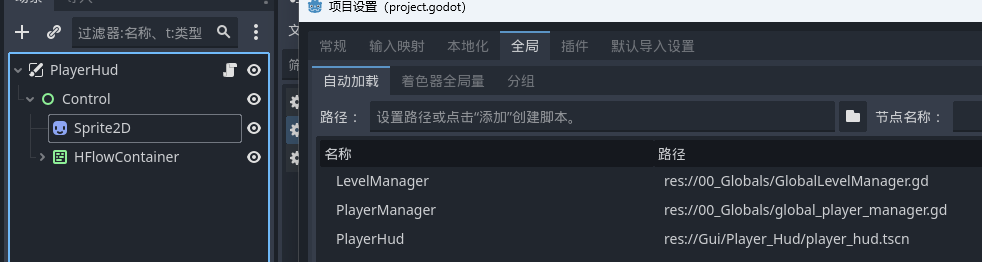 场景
导入
过滤器:名称、t:类型
PlayerHud
Control
Sprite2D
HFlowContainer
项目设置（project.godot）
常规 输入映射 本地化 全局 插件 默认导入设置
自动加载 着色器全局量 分组
路径： 设置路径或点击“添加”创建脚本。 节点名称：
名称 路径
LevelManager res://00_Globals/GlobalLevelManager.gd
PlayerManager res://00_Globals/global_player_manager.gd
PlayerHud res://Gui/Player_Hud/player_hud.tscn